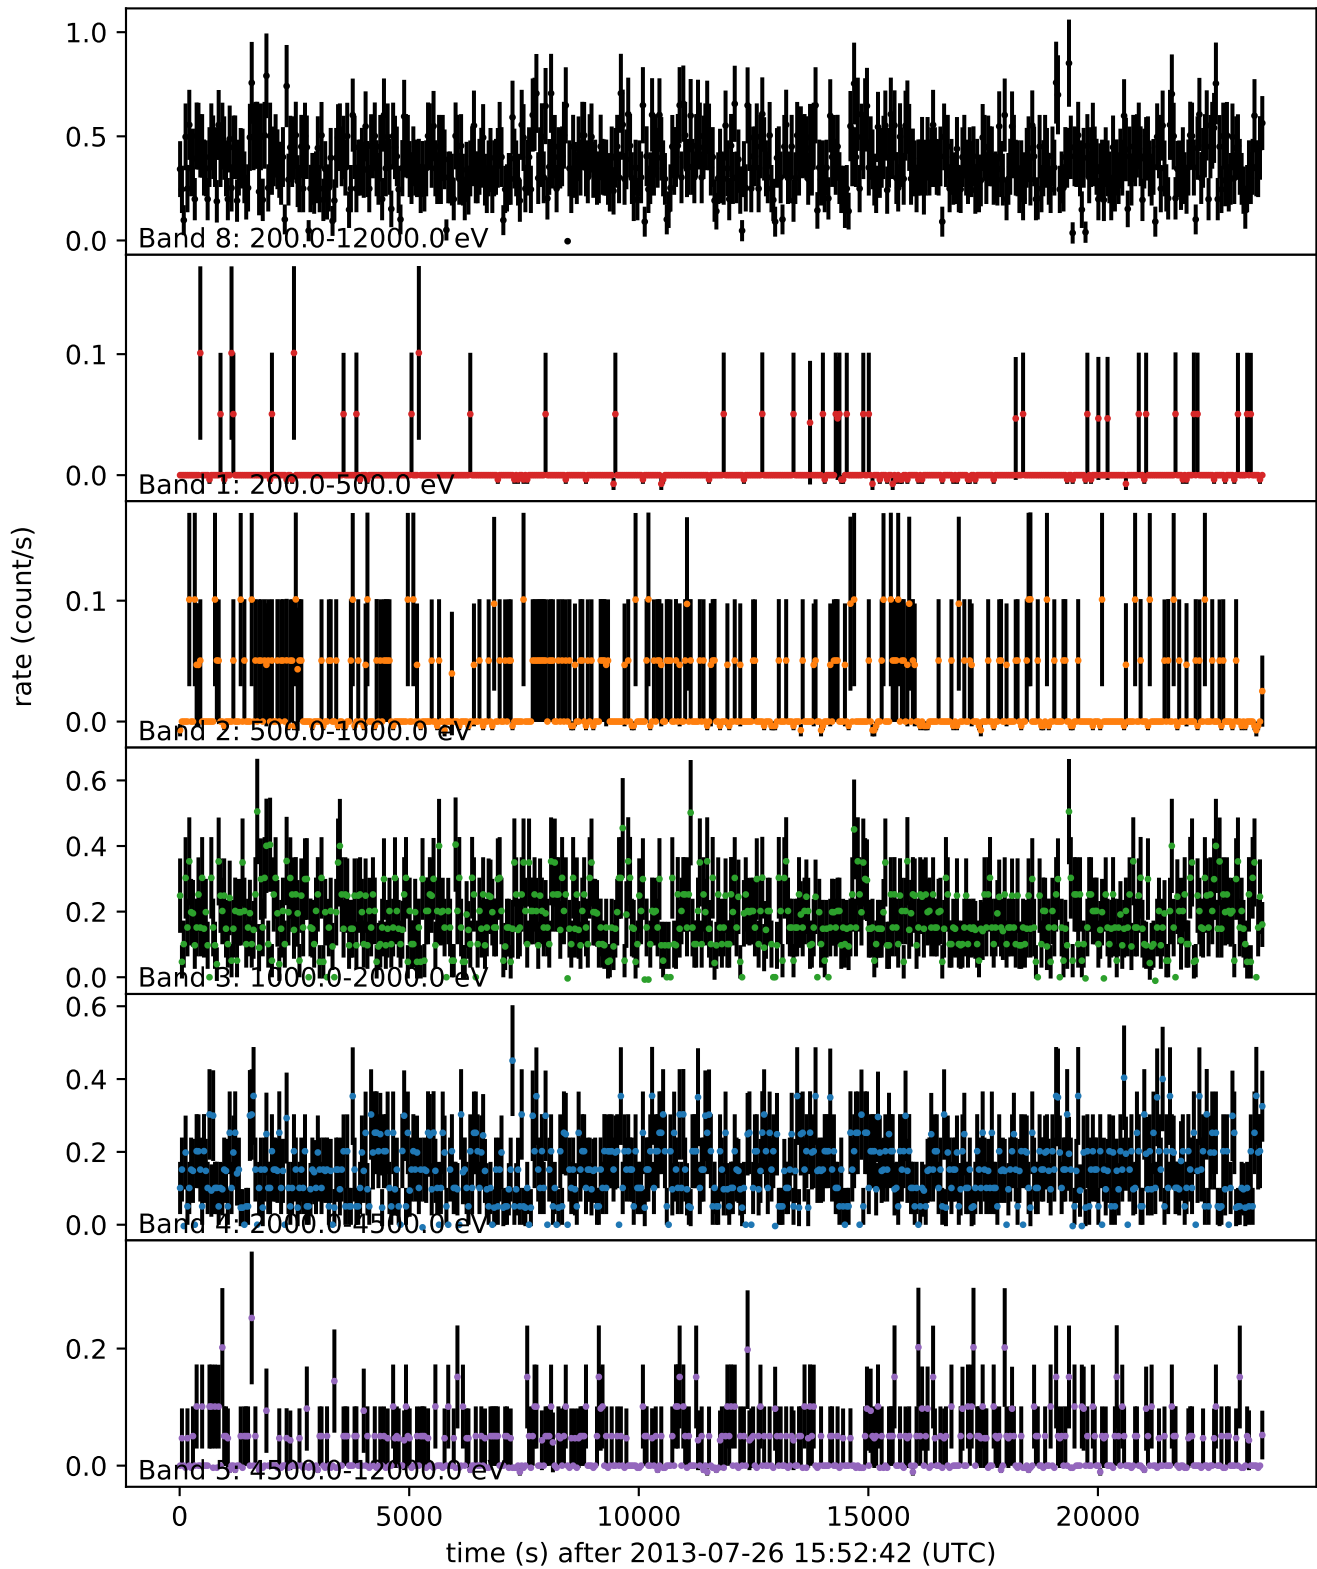 1.0
0.5
0.0
Band 8: 200.0-12000.0 eV
0.1
0.0
Band 1: 200.0-500.0 eV
0.1
0.0
Band 2: 500.0-1000.0 eV
0.6
0.4
0.2
0.0
Band 3: 1000.0-2000.0 eV
0.6
0.4
0.2
0.0
Band 4: 2000.0-4500.0 eV
0.2
0.0
Band 5: 4500.0-12000.0 eV
rate (count/s)
0 5000 10000 15000 20000
time (s) after 2013-07-26 15:52:42 (UTC)